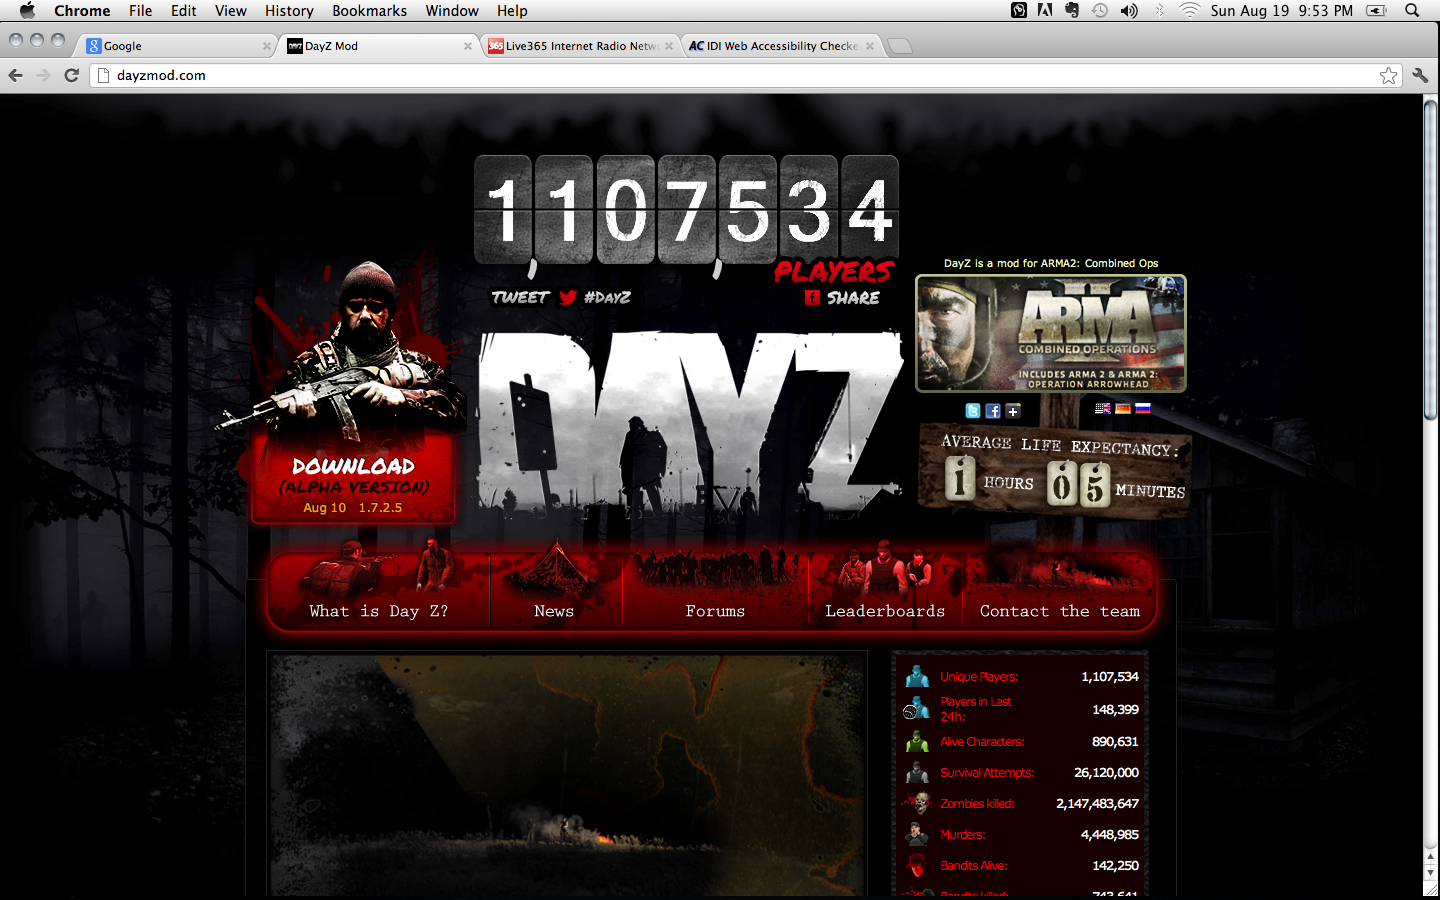 Chrome File Edit View History Bookmarks Window Help Sun Aug 19 9:53 PM
Google DayZ Mod Live365 Internet Radio Netw AC IDI Web Accessibility Checke
dayzmod.com
1107534
PLAYERS
TWEET #DAYZ SHARE
DayZ is a mod for ARMA2: Combined Ops
ARMA II
COMBINED OPERATIONS
INCLUDES ARMA 2 & ARMA 2:
OPERATION ARROWHEAD
DAYZ
AVERAGE LIFE EXPECTANCY:
1 HOURS 05 MINUTES
DOWNLOAD
(ALPHA VERSION)
Aug 10 1.7.2.5
What is Day Z? News Forums Leaderboards Contact the team
Unique Players: 1,107,534
Players in Last
24h: 148,399
Alive Characters: 890,631
Survival Attempts: 26,120,000
Zombies killed: 2,147,483,647
Murders: 4,448,985
Bandits Alive: 142,250
Bandits killed: 743,641